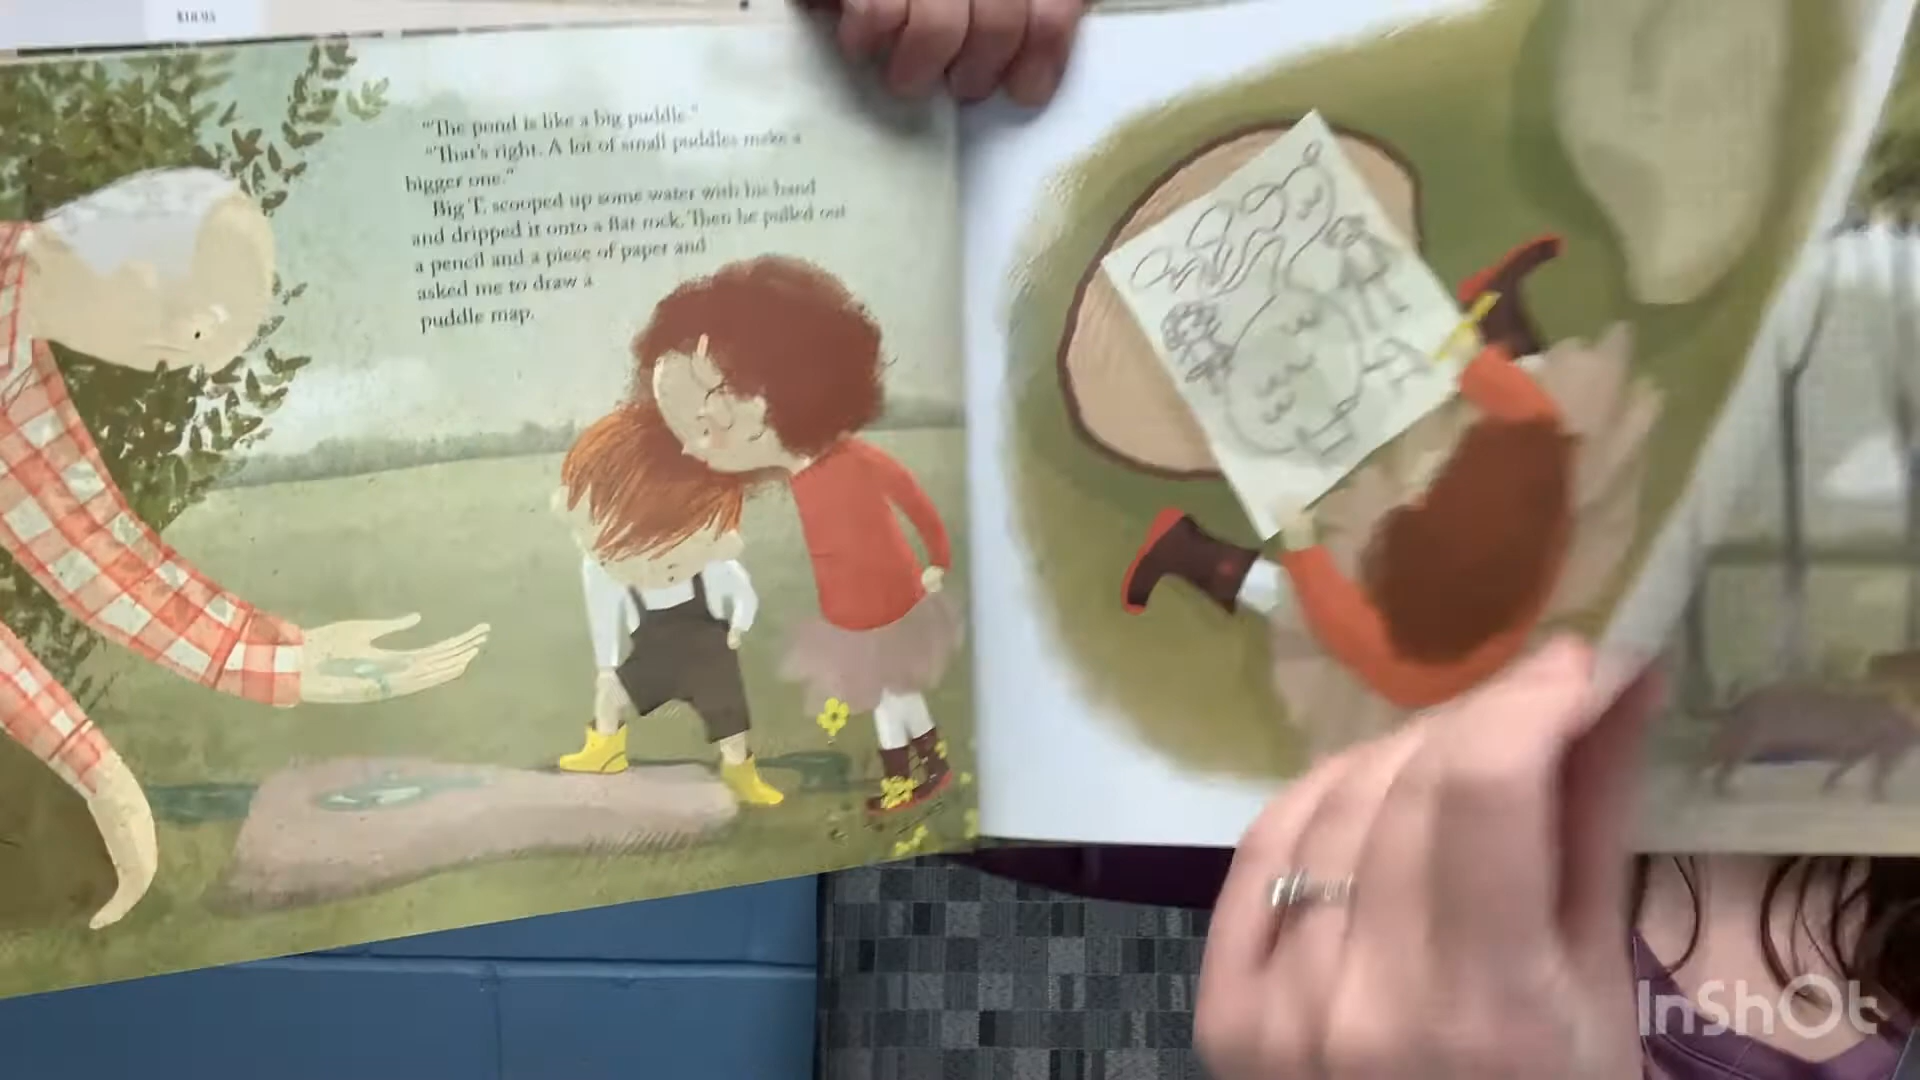 $18.95
"The pond is like a big puddle."
"That's right. A lot of small puddles make a
bigger one."
Big T. scooped up some water with his hand
and dripped it onto a flat rock. Then he pulled out
a pencil and a piece of paper and
asked me to draw a
puddle map.
InShOt